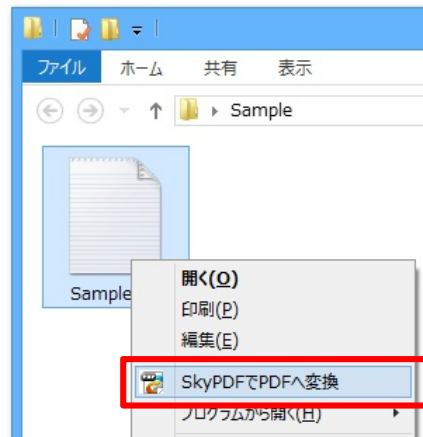 ファイル ホーム 共有 表示
Sample
Sample
開く(O)
印刷(P)
編集(E)
SkyPDFでPDFへ変換
プログラムから開く(H)